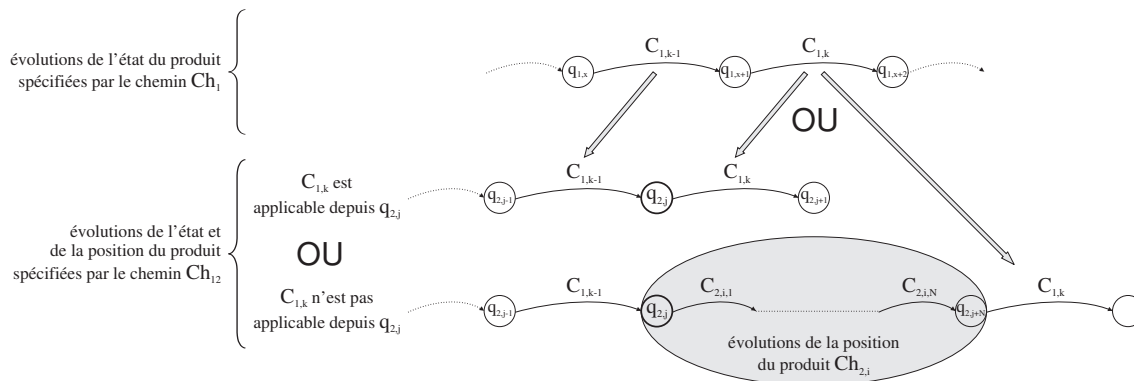 C1,k-1 C1,k
évolutions de l'état du produit
spécifiées par le chemin Ch1
q1,x q1,x+1 q1,x+2
OU
C1,k est
applicable depuis q2,j
C1,k-1 C1,k
q2,j-1 q2,j q2,j+1
évolutions de l'état et
de la position du produit
spécifiées par le chemin Ch12
OU
C1,k n'est pas
applicable depuis q2,j
C1,k-1 C2,i,1 C2,i,N C1,k
q2,j-1 q2,j q2,j+N
évolutions de la position
du produit Ch2,i